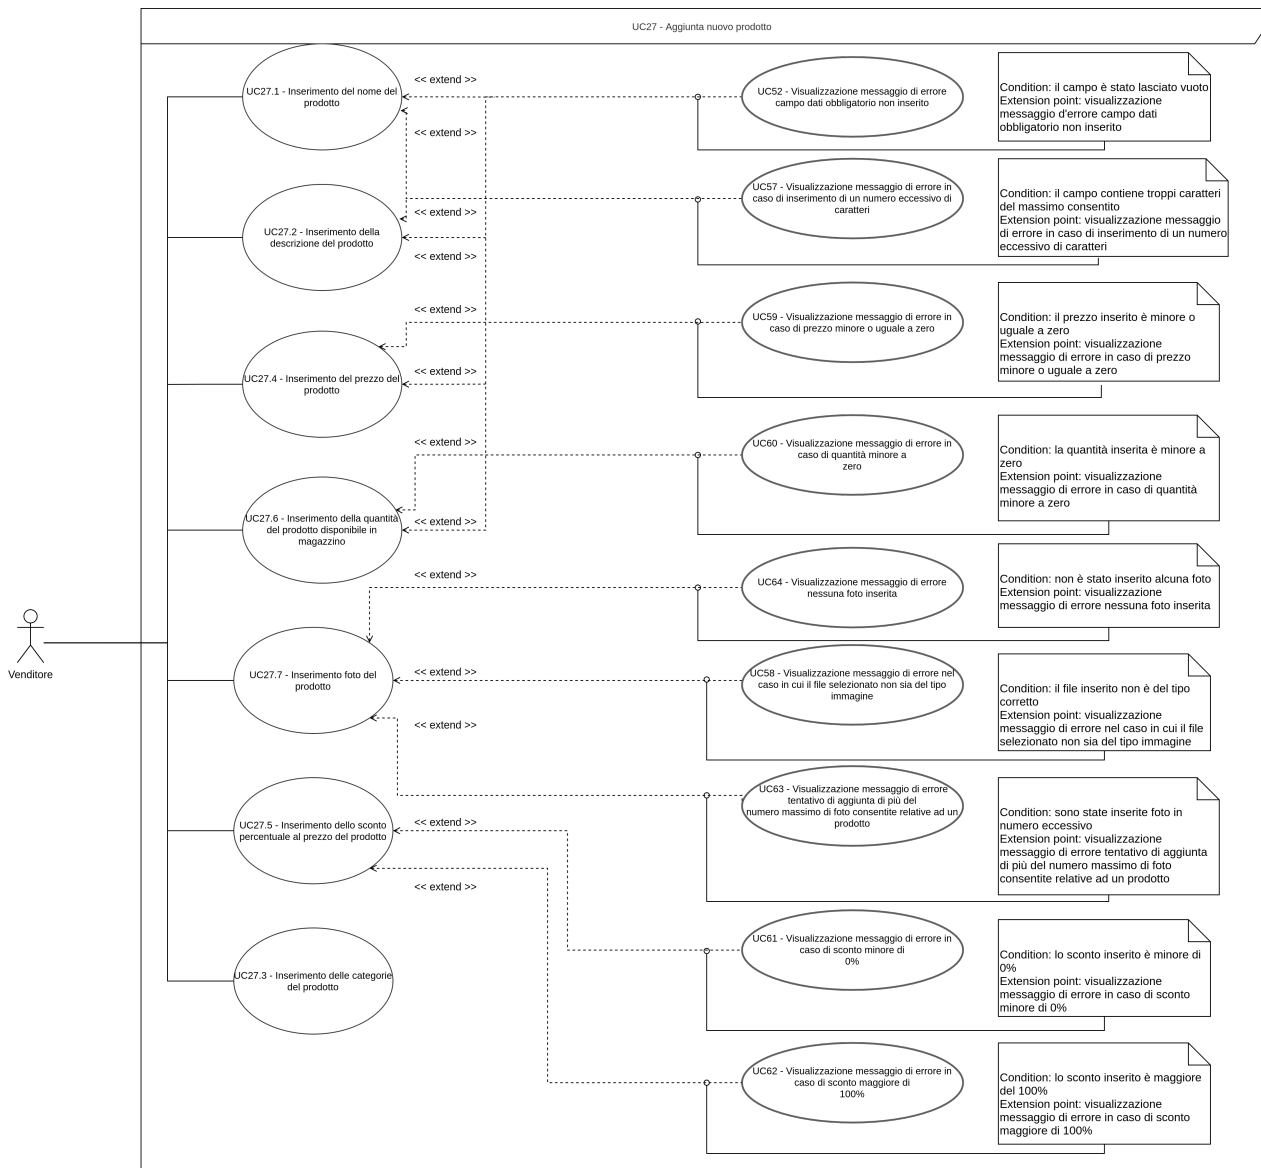 UC27 - Aggiunta nuovo prodotto
<< extend >>
UC27.1 - Inserimento del nome del
prodotto
UC52 - Visualizzazione messaggio di errore
campo dati obbligatorio non inserito
Condition: il campo è stato lasciato vuoto
Extension point: visualizzazione
messaggio d'errore campo dati
obbligatorio non inserito
<< extend >>
UC57 - Visualizzazione messaggio di errore in
caso di inserimento di un numero eccessivo di
caratteri
Condition: il campo contiene troppi caratteri
del massimo consentito
Extension point: visualizzazione messaggio
di errore in caso di inserimento di un numero
eccessivo di caratteri
<< extend >>
UC27.2 - Inserimento della
descrizione del prodotto
<< extend >>
<< extend >>
UC59 - Visualizzazione messaggio di errore in
caso di prezzo minore o uguale a zero
Condition: il prezzo inserito è minore o
uguale a zero
Extension point: visualizzazione
messaggio di errore in caso di prezzo
minore o uguale a zero
<< extend >>
UC27.4 - Inserimento del prezzo del
prodotto
<< extend >>
UC60 - Visualizzazione messaggio di errore in
caso di quantità minore a
zero
Condition: la quantità inserita è minore a
zero
Extension point: visualizzazione
messaggio di errore in caso di quantità
minore a zero
UC27.6 - Inserimento della quantità
del prodotto disponibile in
magazzino
<< extend >>
<< extend >>
UC64 - Visualizzazione messaggio di errore
nessuna foto inserita
Condition: non è stato inserito alcuna foto
Extension point: visualizzazione
messaggio di errore nessuna foto inserita
Venditore
UC27.7 - Inserimento foto del
prodotto
<< extend >>
UC58 - Visualizzazione messaggio di errore nel
caso in cui il file selezionato non sia del tipo
immagine
Condition: il file inserito non è del tipo
corretto
Extension point: visualizzazione
messaggio di errore nel caso in cui il file
selezionato non sia del tipo immagine
<< extend >>
UC63 - Visualizzazione messaggio di errore
tentativo di aggiunta di più del
numero massimo di foto consentite relative ad un
prodotto
Condition: sono state inserite foto in
numero eccessivo
Extension point: visualizzazione
messaggio di errore tentativo di aggiunta
di più del numero massimo di foto
consentite relative ad un prodotto
<< extend >>
UC27.5 - Inserimento dello sconto
percentuale al prezzo del prodotto
<< extend >>
UC61 - Visualizzazione messaggio di errore in
caso di sconto minore di
0%
Condition: lo sconto inserito è minore di
0%
Extension point: visualizzazione
messaggio di errore in caso di sconto
minore di 0%
UC27.3 - Inserimento delle categorie
del prodotto
UC62 - Visualizzazione messaggio di errore in
caso di sconto maggiore di
100%
Condition: lo sconto inserito è maggiore
del 100%
Extension point: visualizzazione
messaggio di errore in caso di sconto
maggiore di 100%